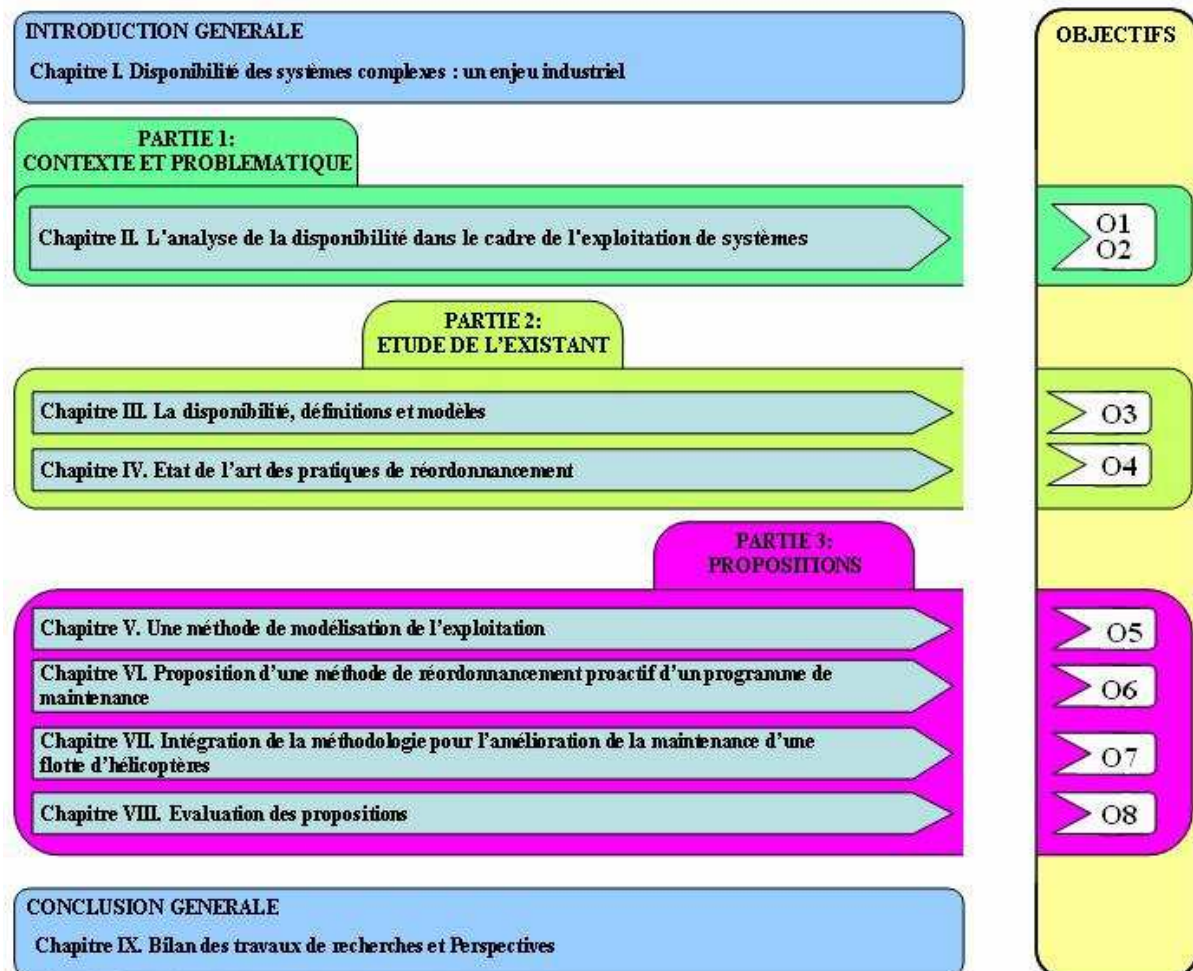 INTRODUCTION GENERALE
Chapitre I. Disponibilité des systèmes complexes : un enjeu industriel
OBJECTIFS
PARTIE 1:
CONTEXTE ET PROBLEMATIQUE
Chapitre II. L'analyse de la disponibilité dans le cadre de l'exploitation de systèmes
O1
O2
PARTIE 2:
ETUDE DE L'EXISTANT
Chapitre III. La disponibilité, définitions et modèles
O3
Chapitre IV. Etat de l'art des pratiques de réordonnancement
O4
PARTIE 3:
PROPOSITIONS
Chapitre V. Une méthode de modélisation de l'exploitation
O5
Chapitre VI. Proposition d'une méthode de réordonnancement proactif d'un programme de
maintenance
O6
Chapitre VII. Intégration de la méthodologie pour l'amélioration de la maintenance d'une
flotte d'hélicoptères
O7
Chapitre VIII. Evaluation des propositions
O8
CONCLUSION GENERALE
Chapitre IX. Bilan des travaux de recherches et Perspectives